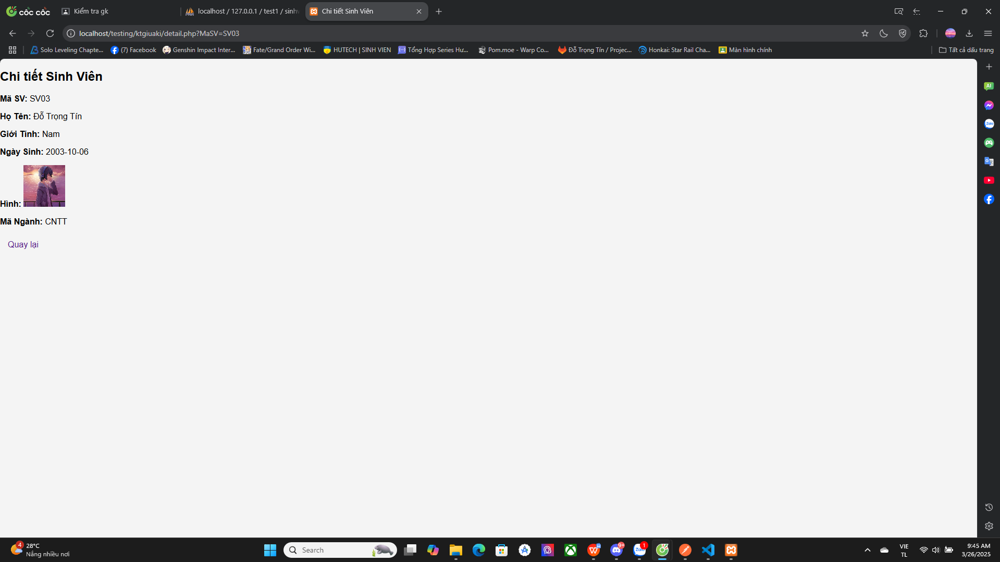 cốc cốc
Kiểm tra gk
localhost / 127.0.0.1 / test1 / sinhv
Chi tiết Sinh Viên
localhost/testing/ktgiuaki/detail.php?MaSV=SV03
Solo Leveling Chapte...
(7) Facebook
Genshin Impact Inter...
Fate/Grand Order Wi...
HUTECH | SINH VIEN
Tổng Hợp Series Hư...
Pom.moe - Warp Co...
Đỗ Trọng Tín / Projec...
Honkai: Star Rail Cha...
Màn hình chính
Tất cả dấu trang
Chi tiết Sinh Viên
Mã SV: SV03
Họ Tên: Đỗ Trọng Tín
Giới Tính: Nam
Ngày Sinh: 2003-10-06
Hình:
Mã Ngành: CNTT
Quay lại
AI
Zalo
4
28°C
Nắng nhiều nơi
Search
9+
Zalo
1
VIE
TL
9:45 AM
3/26/2025